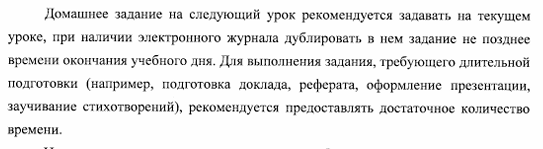 Домашнее задание на следующий урок рекомендуется задавать на текущем
уроке, при наличии электронного журнала дублировать в нем задание не позднее
времени окончания учебного дня. Для выполнения задания, требующего длительной
подготовки (например, подготовка доклада, реферата, оформление презентации,
заучивание стихотворений), рекомендуется предоставлять достаточное количество
времени.